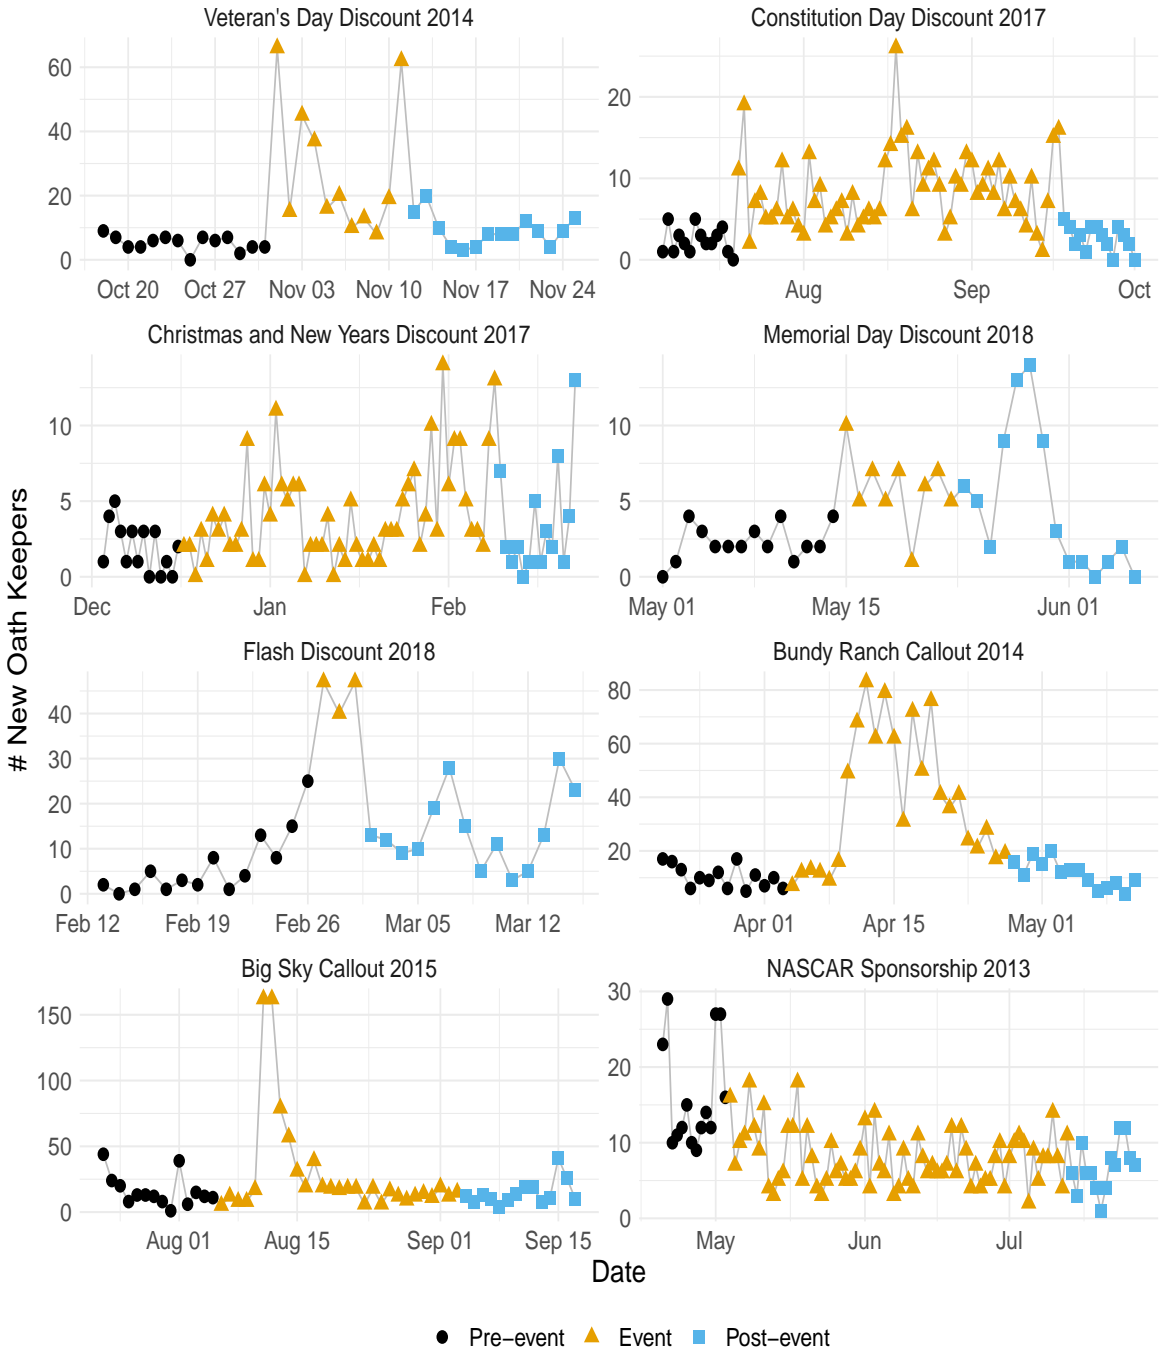 Veteran's Day Discount 2014
Constitution Day Discount 2017
60
40
20
0
Oct 20 Oct 27 Nov 03 Nov 10 Nov 17 Nov 24
20
10
0
Aug Sep Oct
Christmas and New Years Discount 2017
Memorial Day Discount 2018
10
5
0
Dec Jan Feb
10
5
0
May 01 May 15 Jun 01
# New Oath Keepers
Flash Discount 2018
Bundy Ranch Callout 2014
40
30
20
10
0
Feb 12 Feb 19 Feb 26 Mar 05 Mar 12
80
60
40
20
Apr 01 Apr 15 May 01
Big Sky Callout 2015
NASCAR Sponsorship 2013
150
100
50
0
Aug 01 Aug 15 Sep 01 Sep 15
30
20
10
0
May Jun Jul
Date
Pre−event Event Post−event